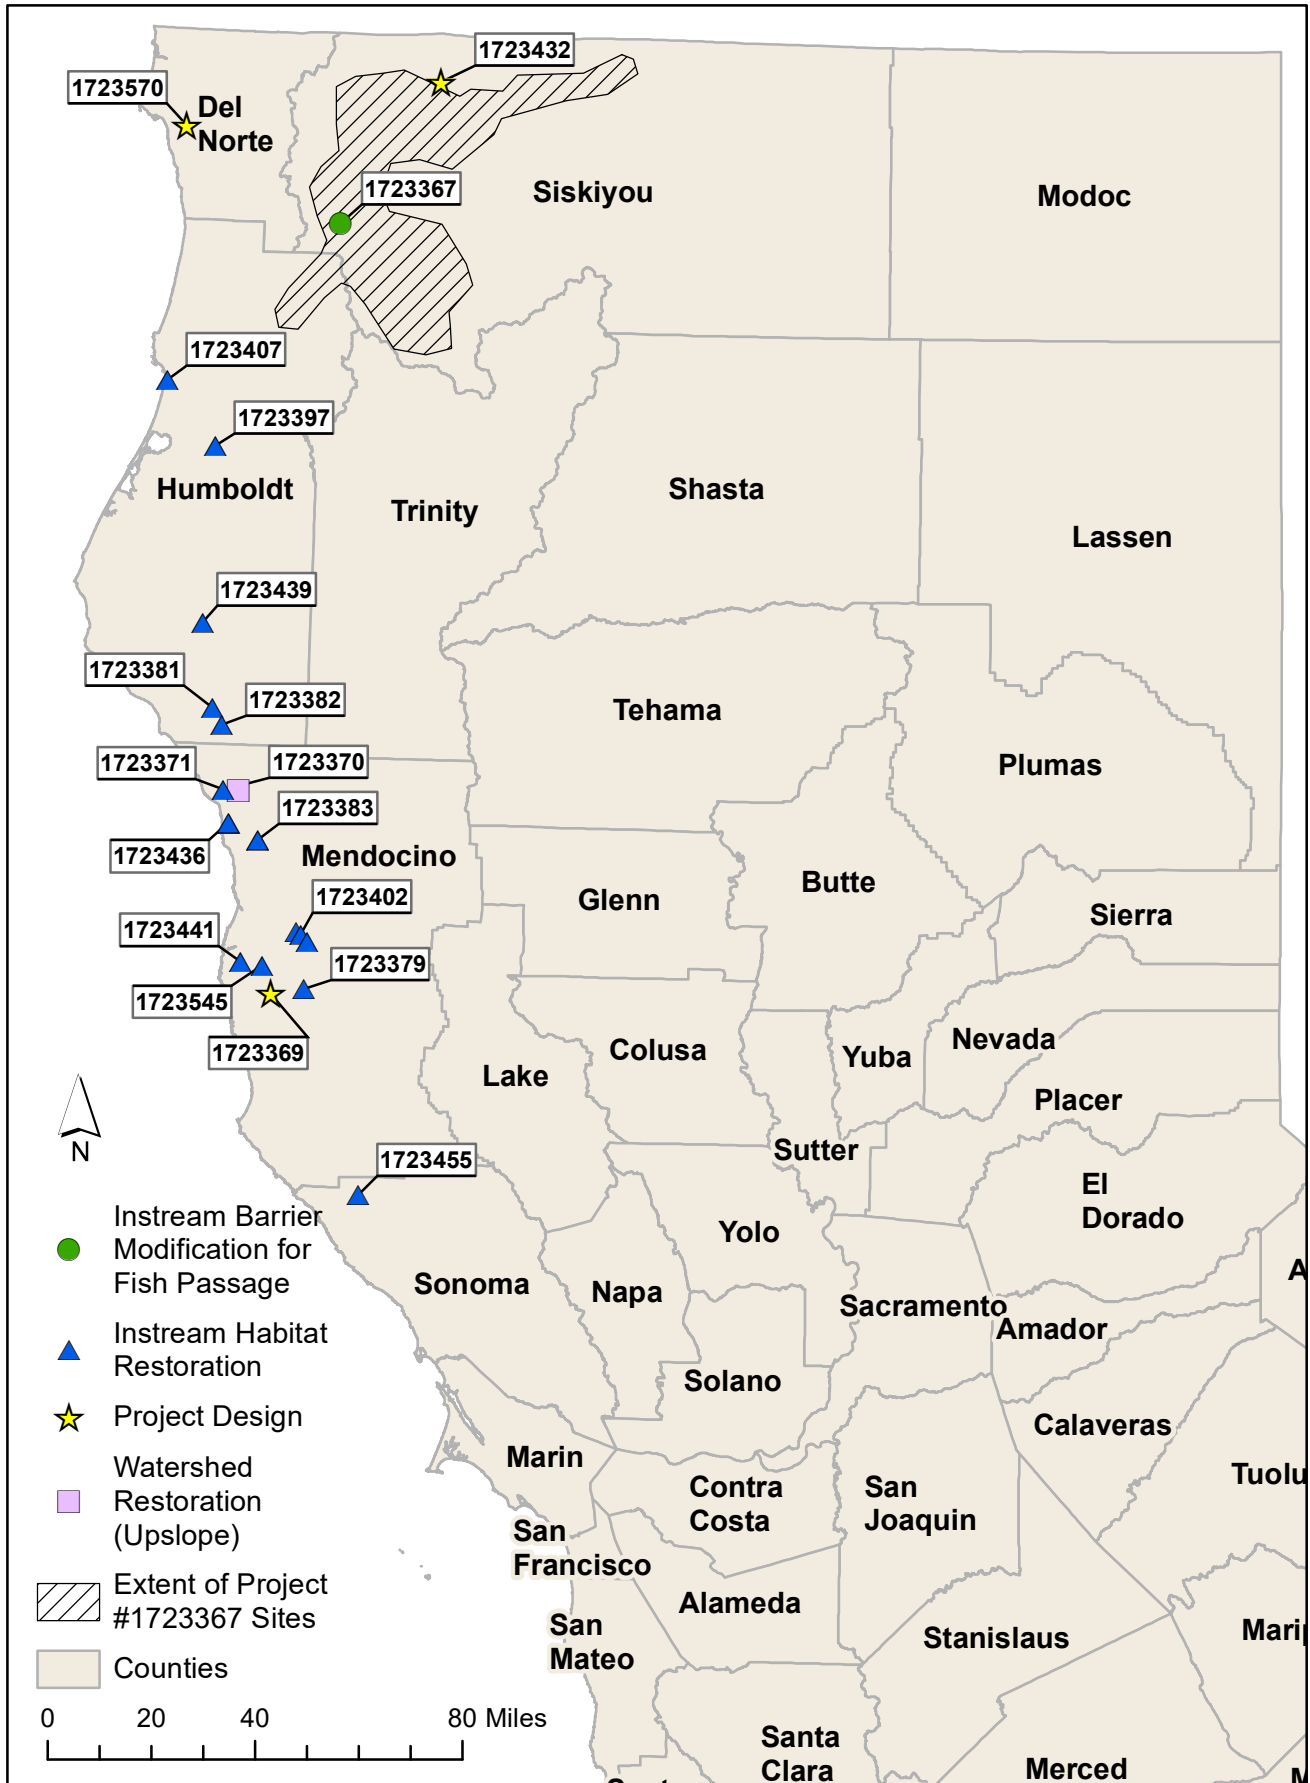 1723432
1723570
Del
Norte
1723367
Siskiyou
Modoc
1723407
1723397
Humboldt
Trinity
Shasta
Lassen
1723439
1723381
1723382
Tehama
1723371
1723370
Plumas
1723383
1723436
Mendocino
Butte
1723402
Glenn
Sierra
1723441
1723379
1723545
1723369
Colusa
Yuba
Nevada
Lake
Placer
N
Sutter
1723455
El
Dorado
Instream Barrier
Modification for
Fish Passage
Yolo
Sonoma
Napa
Sacramento
Amador
A
Instream Habitat
Restoration
Solano
Project Design
Calaveras
Marin
Watershed
Restoration
(Upslope)
Contra
Costa
San
Joaquin
Tuolu
San
Francisco
Extent of Project
#1723367 Sites
Alameda
San
Mateo
Stanislaus
Mari
Counties
0 20 40 80 Miles
Santa
Clara
Merced